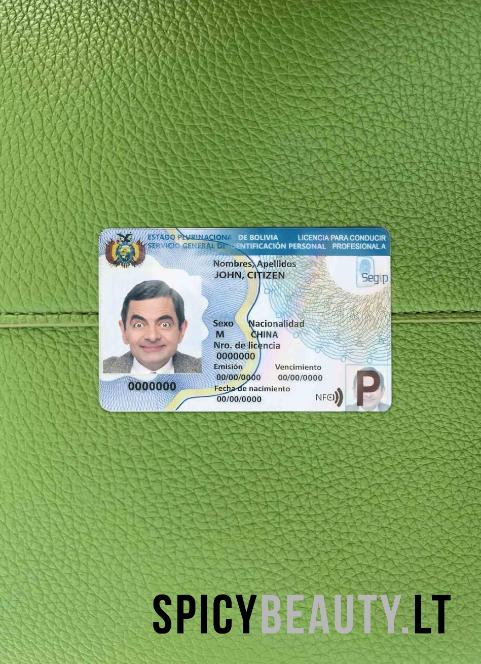 ESTADO PLURINACIONAL DE BOLIVIA LICENCIA PARA CONDUCIR
SERVICIO GENERAL DE IDENTIFICACIÓN PERSONAL PROFESIONAL A
Nombres, Apellidos
JOHN, CITIZEN
Segip
Sexo Nacionalidad
M CHINA
Nro. de licencia
0000000
Emisión Vencimiento
00/00/0000 00/00/0000
0000000
Fecha de nacimiento
00/00/0000
NFC
P
SPICYBEAUTY.LT